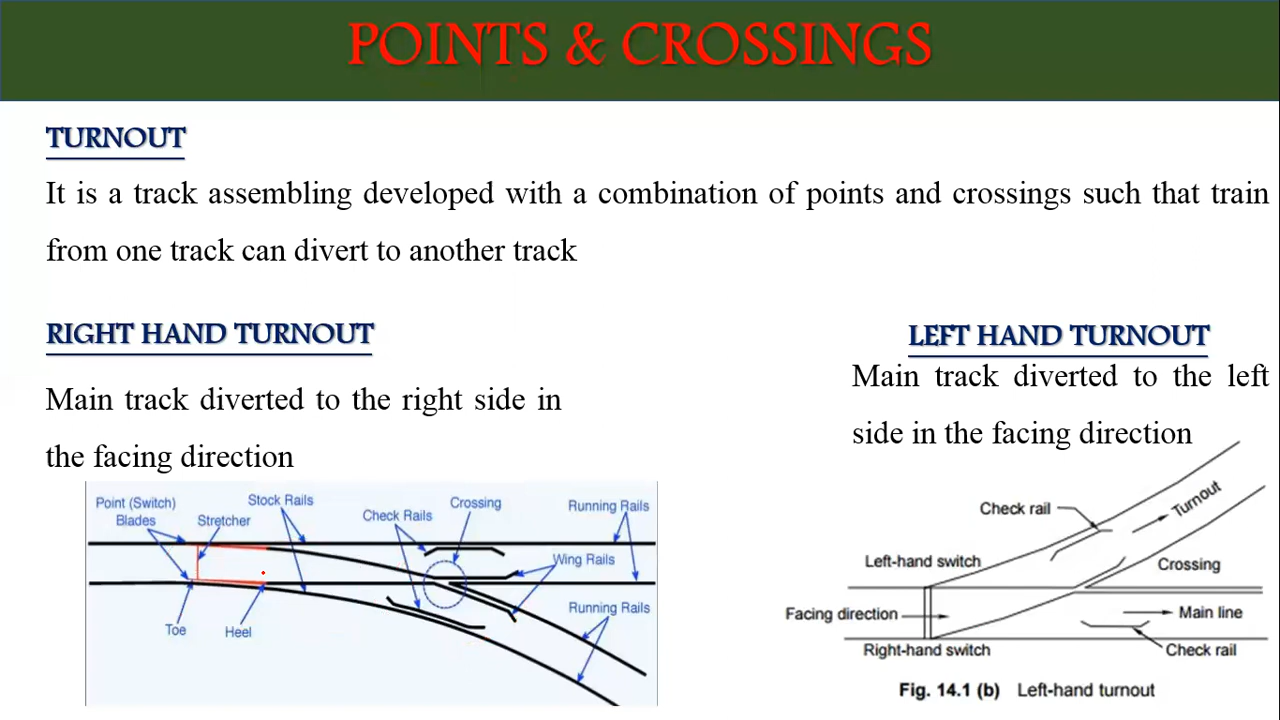 POINTS & CROSSINGS
TURNOUT
It is a track assembling developed with a combination of points and crossings such that train
from one track can divert to another track
RIGHT HAND TURNOUT
Main track diverted to the right side in
the facing direction
Point (Switch)
Blades
Stretcher
Stock Rails
Check Rails
Crossing
Running Rails
Wing Rails
Running Rails
Toe
Heel
LEFT HAND TURNOUT
Main track diverted to the left
side in the facing direction
Check rail
Turnout
Left-hand switch
Crossing
Facing direction
Main line
Right-hand switch
Check rail
Fig. 14.1 (b) Left-hand turnout